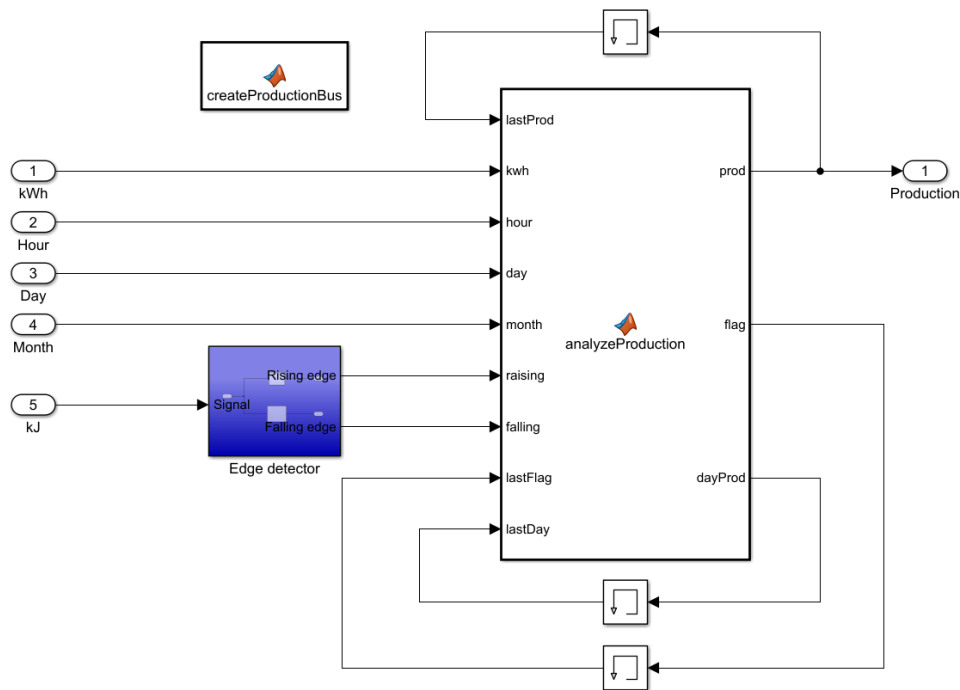 createProductionBus
lastProd
1
kWh
kwh
prod
1
Production
2
Hour
hour
3
Day
day
4
Month
month
analyzeProduction
flag
5
kJ
Signal
Rising edge
Falling edge
Edge detector
raising
falling
lastFlag
dayProd
lastDay